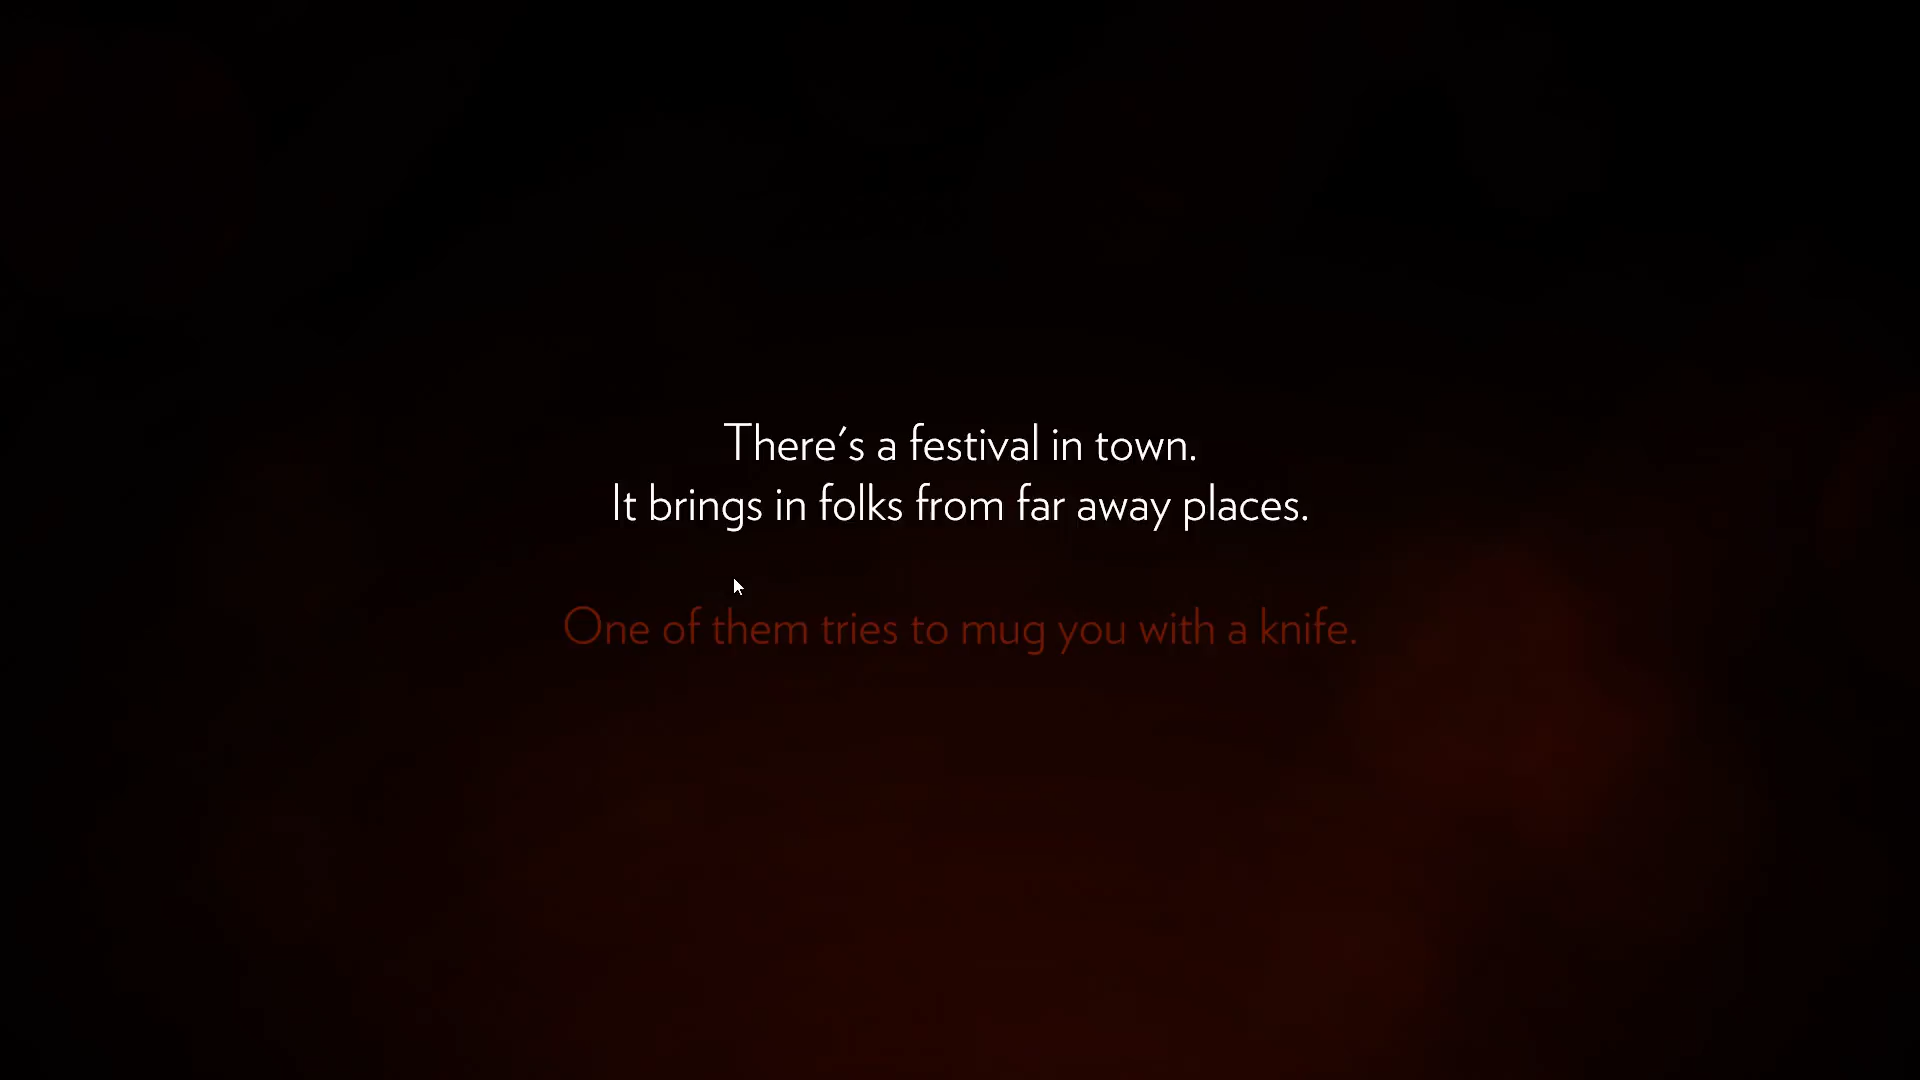 There's a festival in town.
It brings in folks from far away places.
One of them tries to mug you with a knife.